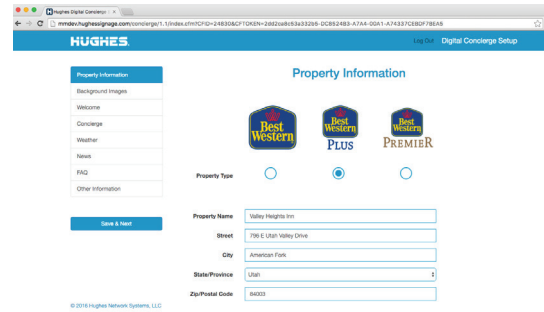 Hughes Digital Concierge
mmdev.hughessignage.com/concierge/1.1/index.cfm?CFID=24830&CFTOKEN=2dd2ce8c63a332b6-DC862483-A7A4-00A1-A74337CEBDF78EA6
HUGHES.
Log Out Digital Concierge Setup
Property Information
Background Images
Welcome
Concierge
Weather
News
FAQ
Other Information
Save & Next
© 2016 Hughes Network Systems, LLC
Property Information
Best Western
Best Western PLUS
Best Western PREMIER
Property Type
Property Name Valley Heights Inn
Street 796 E Utah Valley Drive
City American Fork
State/Province Utah
Zip/Postal Code 84003